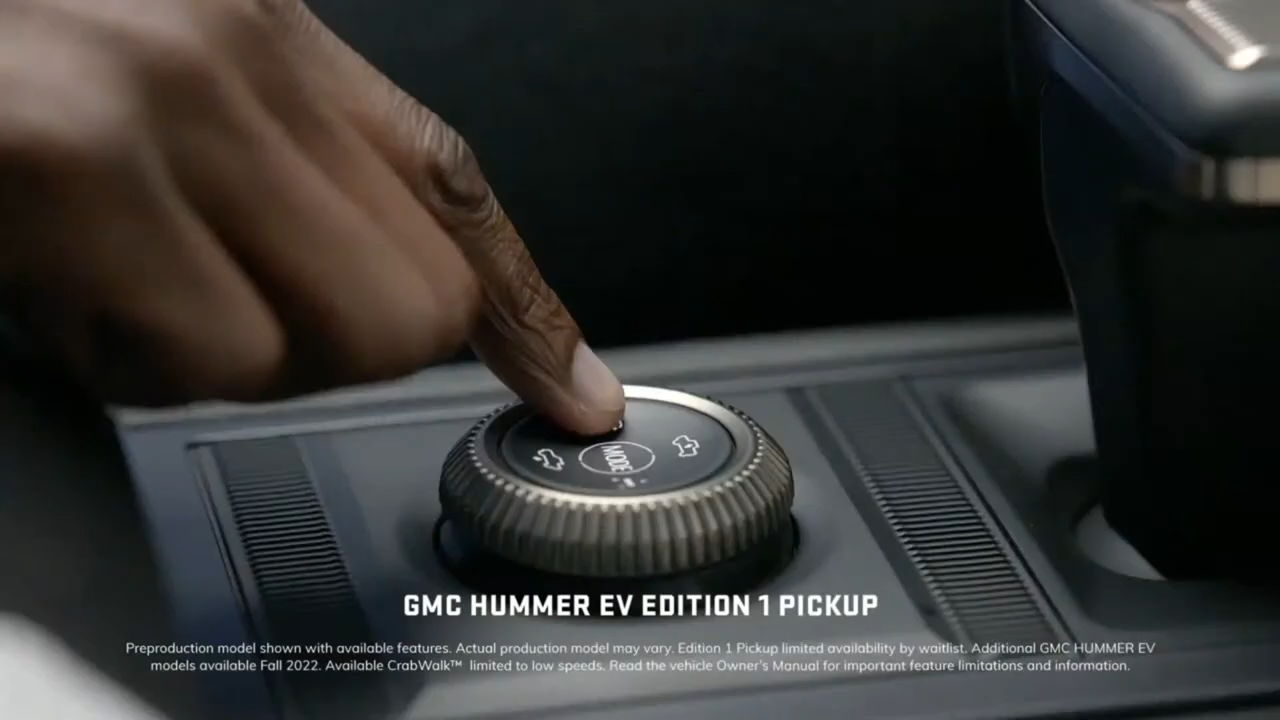 MODE
GMC HUMMER EV EDITION 1 PICKUP
Preproduction model shown with available features. Actual production model may vary. Edition 1 Pickup limited availability by waitlist. Additional GMC HUMMER EV
models available Fall 2022. Available CrabWalk™ limited to low speeds. Read the vehicle Owner's Manual for important feature limitations and information.